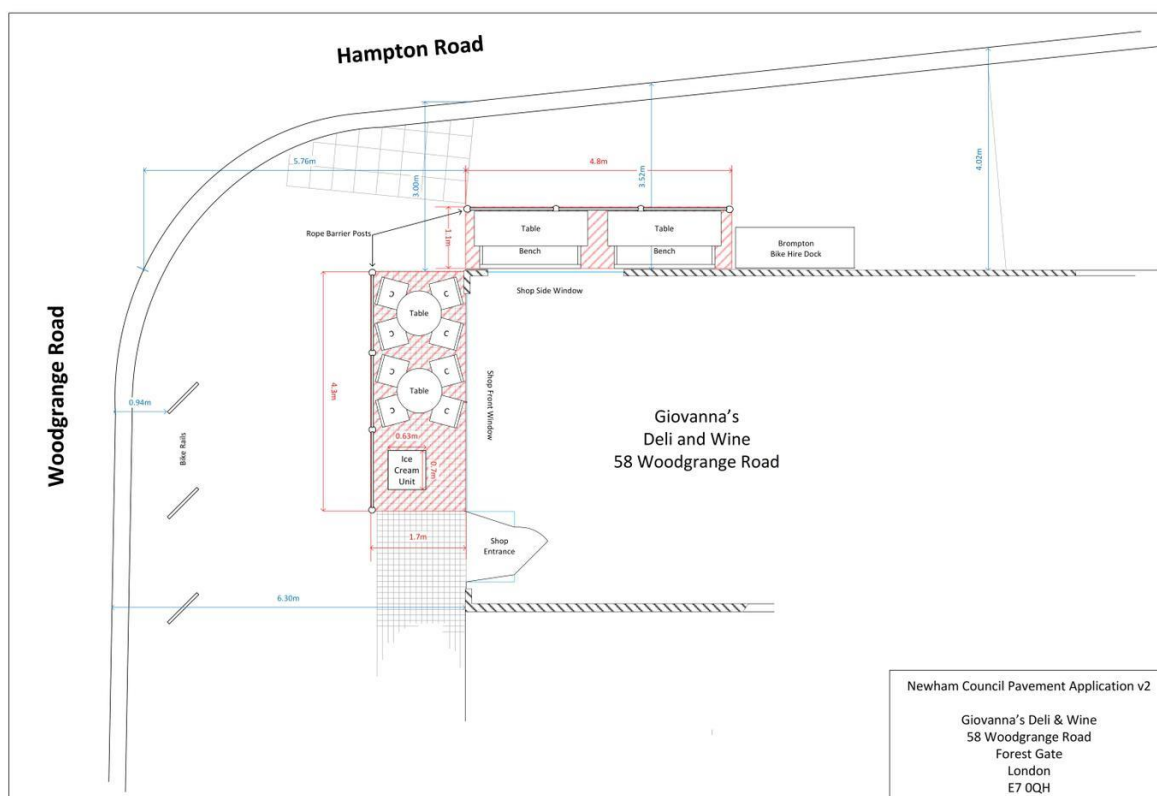 Hampton Road
5.76m
4.8m
3.00m
3.52m
4.02m
Rope Barrier Posts
1.1m
Table
Table
Bench
Bench
Brompton
Bike Hire Dock
Shop Side Window
C
C
Table
C
C
C
C
Table
C
C
Shop Front Window
4.3m
Woodgrange Road
0.94m
Bike Rails
Giovanna’s
Deli and Wine
58 Woodgrange Road
0.63m
Ice
Cream
Unit
0.7m
1.7m
Shop
Entrance
6.30m
Newham Council Pavement Application v2
Giovanna’s Deli & Wine
58 Woodgrange Road
Forest Gate
London
E7 0QH